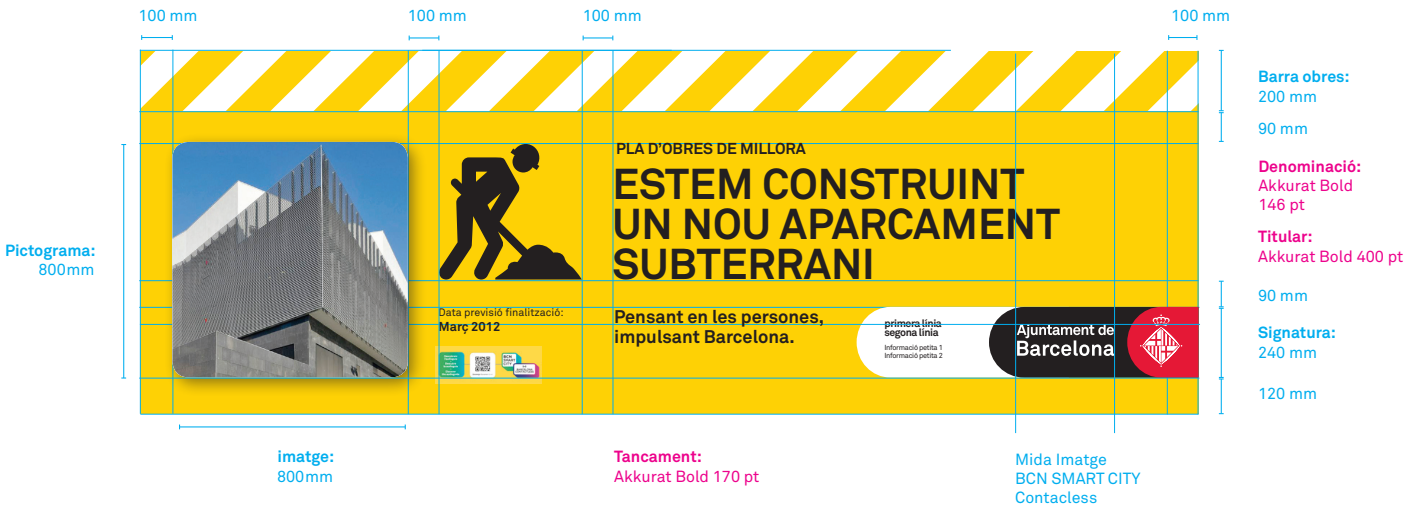 100 mm
100 mm
100 mm
100 mm
Barra obres:
200 mm
90 mm
Denominació:
Akkurat Bold
146 pt
Titular:
Akkurat Bold 400 pt
90 mm
Signatura:
240 mm
120 mm
Pictograma:
800mm
PLA D'OBRES DE MILLORA
ESTEM CONSTRUINT
UN NOU APARCAMENT
SUBTERRANI
Data previsió finalització:
Març 2012
BCN
SMART
CITY
Pensant en les persones,
impulsant Barcelona.
primera línia
segona línia
Informació petita 1
Informació petita 2
Ajuntament de
Barcelona
imatge:
800mm
Tancament:
Akkurat Bold 170 pt
Mida Imatge
BCN SMART CITY
Contacless